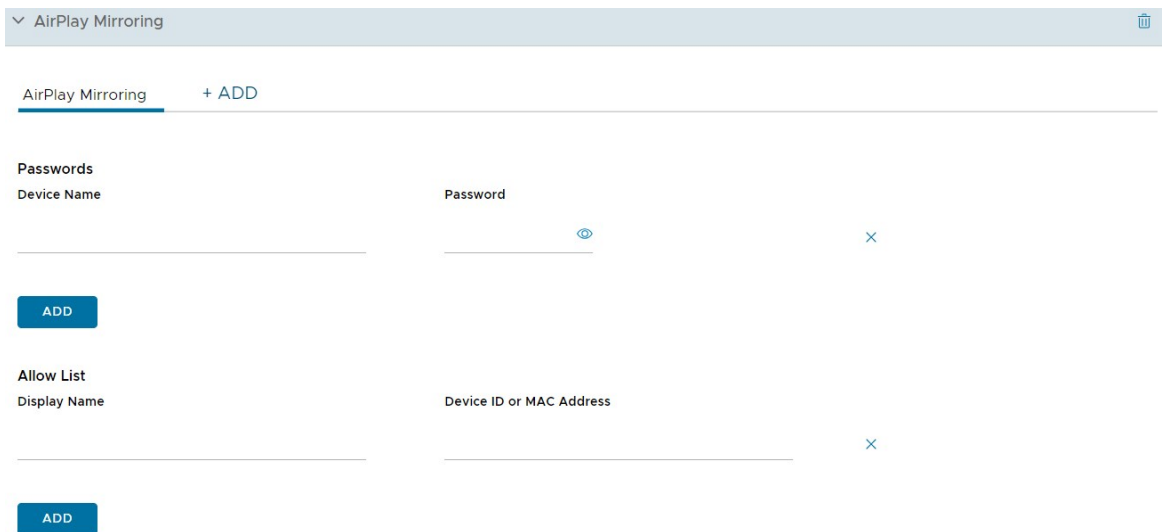 AirPlay Mirroring
AirPlay Mirroring + ADD
Passwords
Device Name Password
ADD
Allow List
Display Name Device ID or MAC Address
ADD